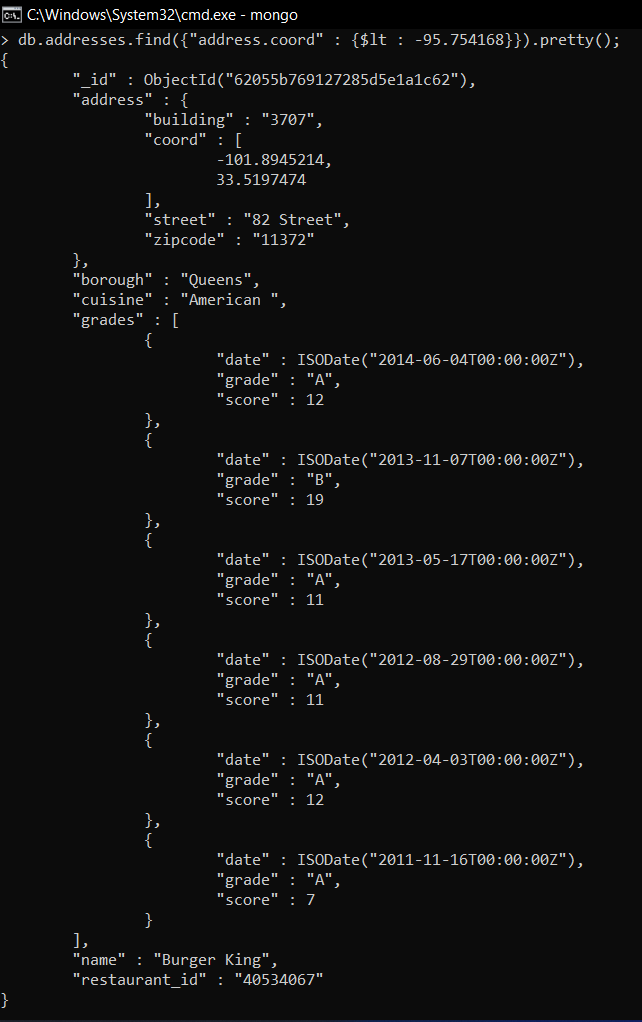 C:\Windows\System32\cmd.exe - mongo
> db.addresses.find({"address.coord" : {$lt : -95.754168}}).pretty();
{
        "_id" : ObjectId("62055b769127285d5e1a1c62"),
        "address" : {
                "building" : "3707",
                "coord" : [
                        -101.8945214,
                        33.5197474
                ],
                "street" : "82 Street",
                "zipcode" : "11372"
        },
        "borough" : "Queens",
        "cuisine" : "American ",
        "grades" : [
                {
                        "date" : ISODate("2014-06-04T00:00:00Z"),
                        "grade" : "A",
                        "score" : 12
                },
                {
                        "date" : ISODate("2013-11-07T00:00:00Z"),
                        "grade" : "B",
                        "score" : 19
                },
                {
                        "date" : ISODate("2013-05-17T00:00:00Z"),
                        "grade" : "A",
                        "score" : 11
                },
                {
                        "date" : ISODate("2012-08-29T00:00:00Z"),
                        "grade" : "A",
                        "score" : 11
                },
                {
                        "date" : ISODate("2012-04-03T00:00:00Z"),
                        "grade" : "A",
                        "score" : 12
                },
                {
                        "date" : ISODate("2011-11-16T00:00:00Z"),
                        "grade" : "A",
                        "score" : 7
                }
        ],
        "name" : "Burger King",
        "restaurant_id" : "40534067"
}